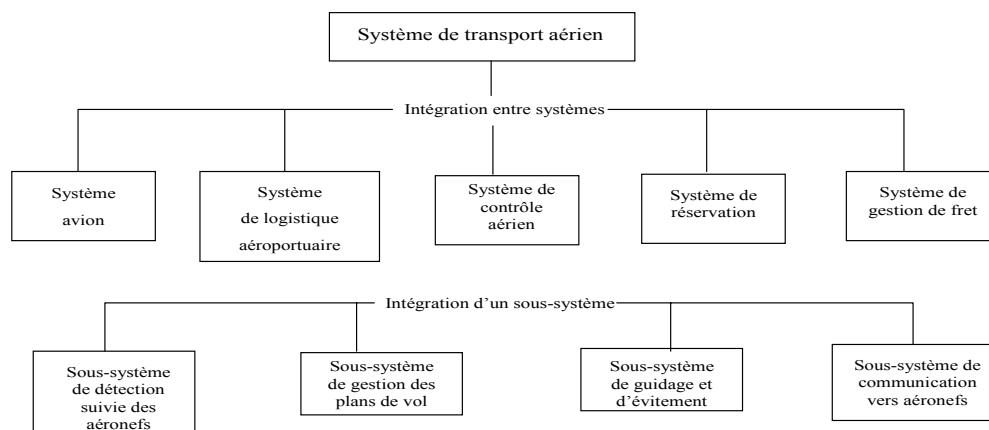 Système de transport aérien
Intégration entre systèmes
Système
avion
Système
de logistique
aéroportuaire
Système de
contrôle
aérien
Système de
réservation
Système de
gestion de fret
Intégration d'un sous-système
Sous-système
de détection
suivie des
aéronefs
Sous-système
de gestion des
plans de vol
Sous-système
de guidage et
d'évitement
Sous-système de
communication
vers aéronefs